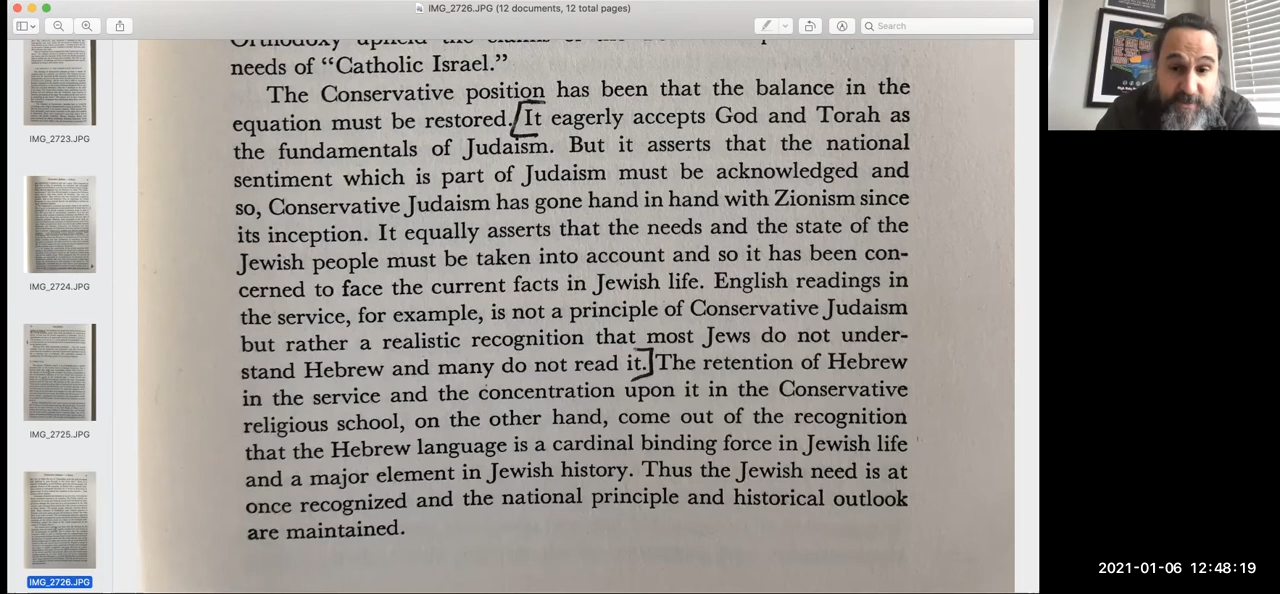 IMG_2726.JPG (12 documents, 12 total pages)
Search
needs of “Catholic Israel.”
The Conservative position has been that the balance in the
equation must be restored. It eagerly accepts God and Torah as
the fundamentals of Judaism. But it asserts that the national
sentiment which is part of Judaism must be acknowledged and
so, Conservative Judaism has gone hand in hand with Zionism since
its inception. It equally asserts that the needs and the state of the
Jewish people must be taken into account and so it has been con-
cerned to face the current facts in Jewish life. English readings in
the service, for example, is not a principle of Conservative Judaism
but rather a realistic recognition that most Jews do not under-
stand Hebrew and many do not read it. The retention of Hebrew
in the service and the concentration upon it in the Conservative
religious school, on the other hand, come out of the recognition
that the Hebrew language is a cardinal binding force in Jewish life
and a major element in Jewish history. Thus the Jewish need is at
once recognized and the national principle and historical outlook
are maintained.
IMG_2723.JPG
IMG_2724.JPG
IMG_2725.JPG
IMG_2726.JPG
2021-01-06 12:48:19